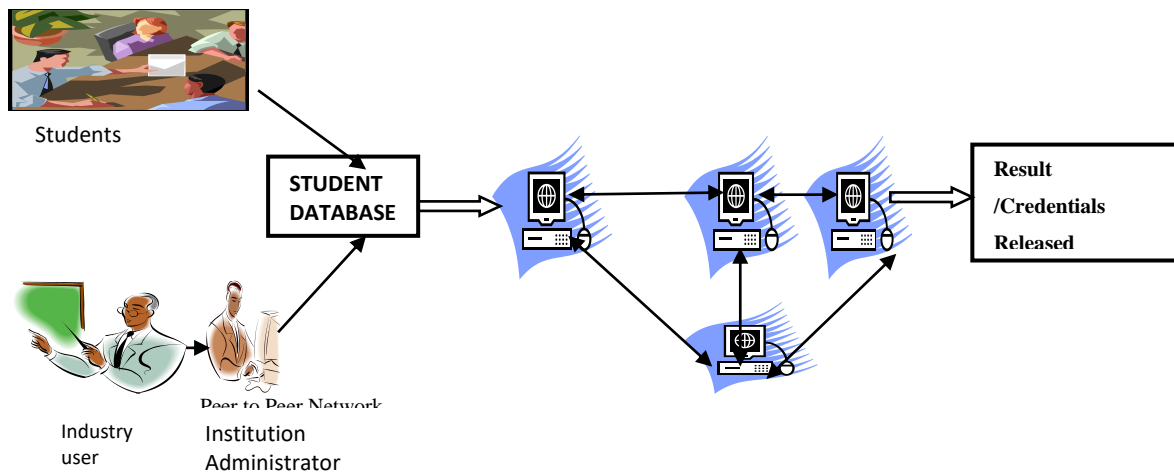 Students
STUDENT
DATABASE
Result
/Credentials
Released
Peer to Peer Network
Industry
user
Institution
Administrator